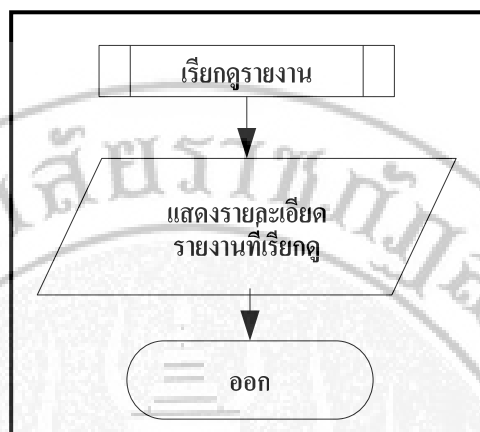 เรียกดูรายงาน
แสดงรายละเอียด
รายงานที่เรียกดู
ออก